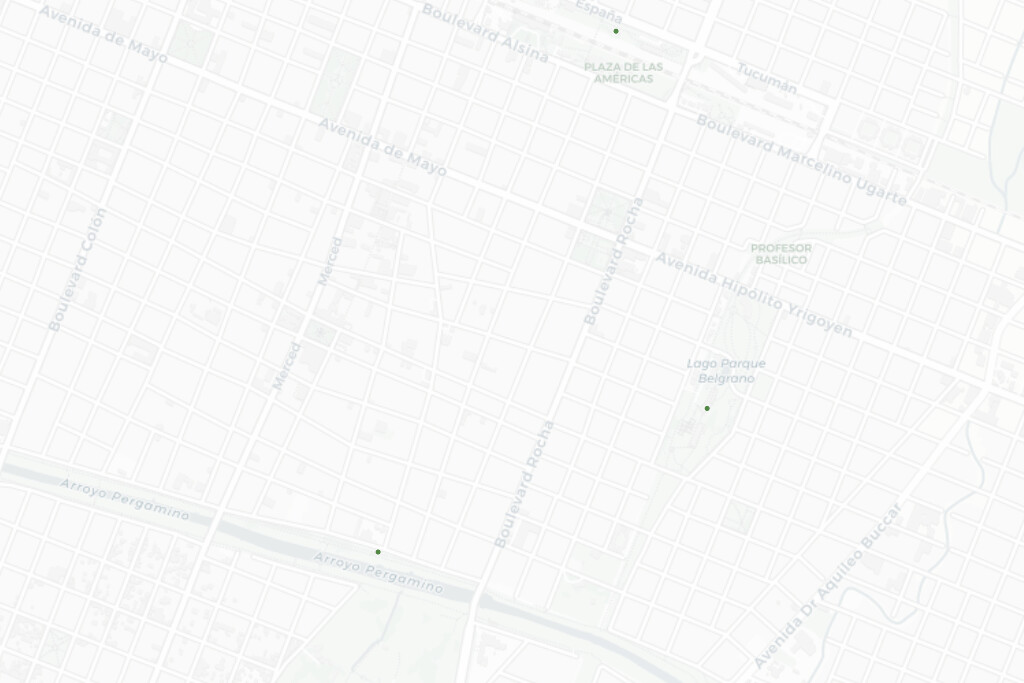 España
Avenida de Mayo
Boulevard Alsina
PLAZA DE LAS
AMÉRICAS
Tucumán
Avenida de Mayo
Boulevard Marcelino Ugarte
Boulevard Colón
Merced
Boulevard Rocha
PROFESOR
BASÍLICO
Avenida Hipólito Yrigoyen
Merced
Lago Parque
Belgrano
Boulevard Rocha
Arroyo Pergamino
Arroyo Pergamino
Avenida Dr Aquilleo Buccar